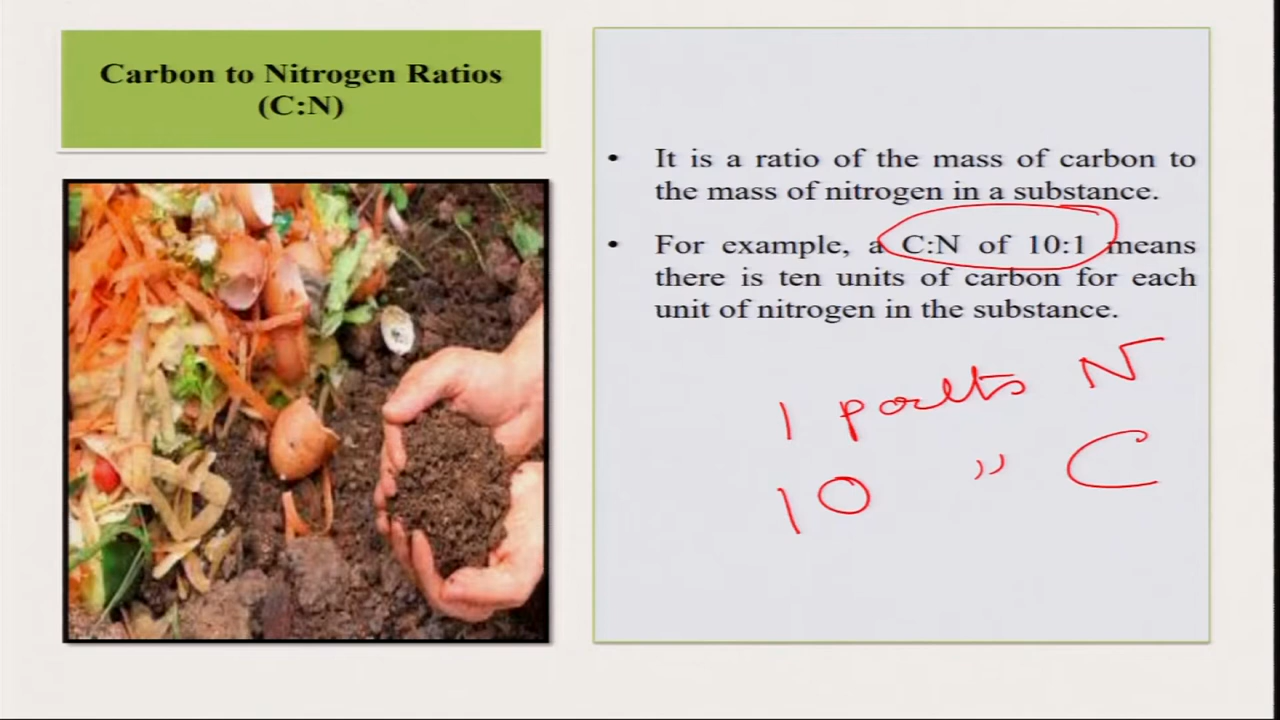 Carbon to Nitrogen Ratios
(C:N)
• It is a ratio of the mass of carbon to
the mass of nitrogen in a substance.
• For example, a C:N of 10:1 means
there is ten units of carbon for each
unit of nitrogen in the substance.
1 parts N
10 " C